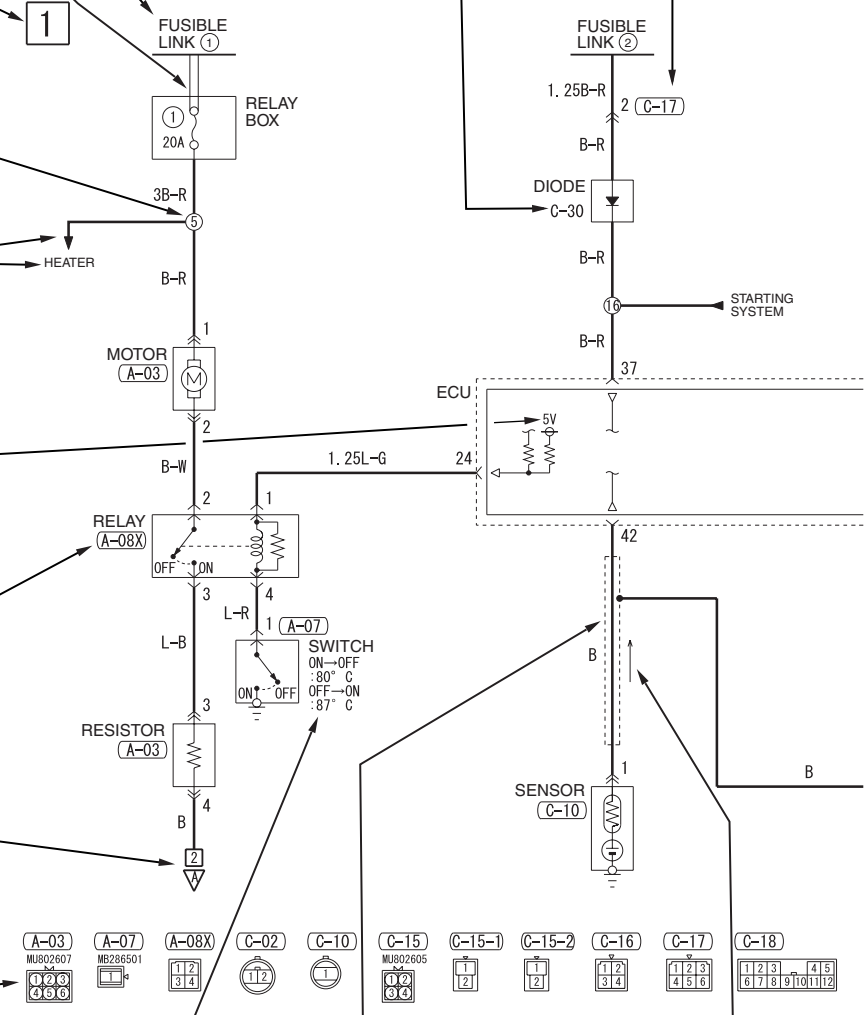 1
FUSIBLE
LINK ①
RELAY
BOX
①
20A
3B-R
5
HEATER
B-R
1
MOTOR
A-03
M
2
B-W
2
1
RELAY
A-08X
OFF
ON
3
4
L-R
1
A-07
SWITCH
ON→OFF
:80° C
OFF→ON
:87° C
ON
OFF
L-B
3
RESISTOR
A-03
4
B
2
A
FUSIBLE
LINK ②
1.25B-R
2
C-17
B-R
DIODE
C-30
B-R
16
STARTING
SYSTEM
B-R
37
ECU
5V
1.25L-G
24
42
B
1
SENSOR
C-10
B
A-03
A-07
A-08X
C-02
C-10
C-15
C-15-1
C-15-2
C-16
C-17
C-18
MU802607
MB286501
MU802605
1 2 3
4 5 6
1
1 2
3 4
1 2
1
1 2
3 4
1
2
1
2
1 2
3 4
1 2 3
4 5 6
1 2 3 4 5
6 7 8 9 10 11 12